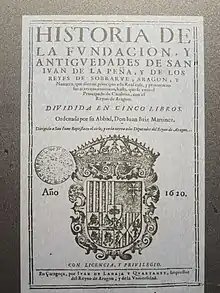 HISTORIA DE
LA FVNDACION, Y
ANTIGVEDADES DE SAN
IVAN DE LA PEÑA, Y DE LOS
REYES DE SOBRARVE, ARAGON, Y
Nauarra, que dieron principio a su Real casa, y procuraron
sus acrecentamientos, hasta que se vnio el
Principado de Cataluña, con el
Reyno de Aragon.
DIVIDIDA EN CINCO LIBROS.
Ordenada por su Abbad, Don Iuan Briz Martinez.
Año 1620.
CON LICENCIA, Y PRIVILEGIO.
En Çaragoça, por IVAN DE LANAJA Y QVARTANET, Impressor
del Reyno de Aragon, y de la Vniuersidad.